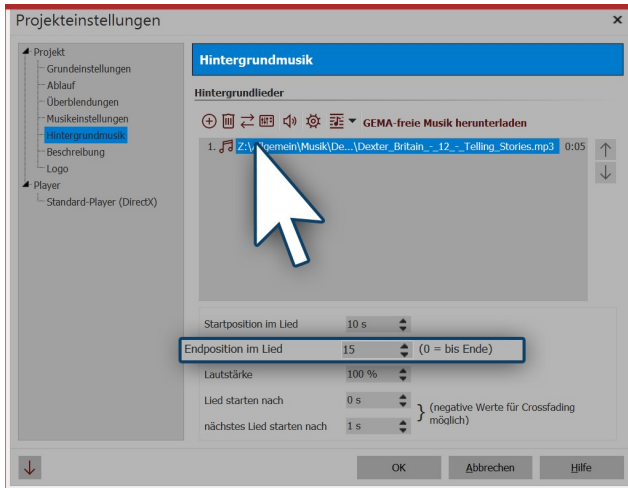 Projekteinstellungen
Projekt
Grundeinstellungen
Ablauf
Überblendungen
Musikeinstellungen
Hintergrundmusik
Beschreibung
Logo
Player
Standard-Player (DirectX)
Hintergrundmusik
Hintergrundlieder
GEMA-freie Musik herunterladen
1. Z:\Allgemein\Musik\De...\Dexter_Britain_-_12_-_Telling_Stories.mp3 0:05
Startposition im Lied 10 s
Endposition im Lied 15 (0 = bis Ende)
Lautstärke 100 %
Lied starten nach 0 s
nächstes Lied starten nach 1 s
} (negative Werte für Crossfading
möglich)
OK Abbrechen Hilfe